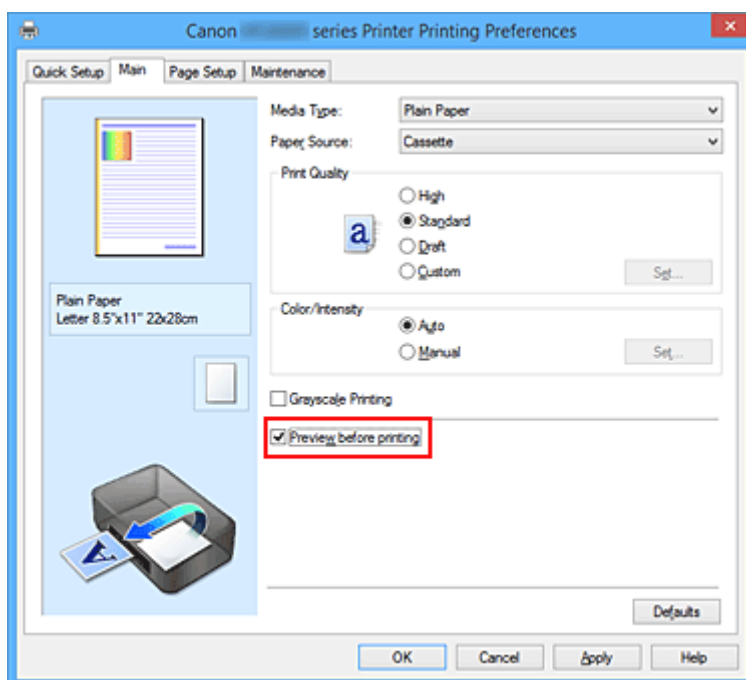 Canon series Printer Printing Preferences
Quick Setup Main Page Setup Maintenance
Media Type: Plain Paper
Paper Source: Cassette
Print Quality
High
Standard
a
Draft
Custom Set...
Plain Paper
Letter 8.5"x11" 22x28cm
Color/Intensity
Auto
Manual Set...
Grayscale Printing
Preview before printing
A
Defaults
OK Cancel Apply Help